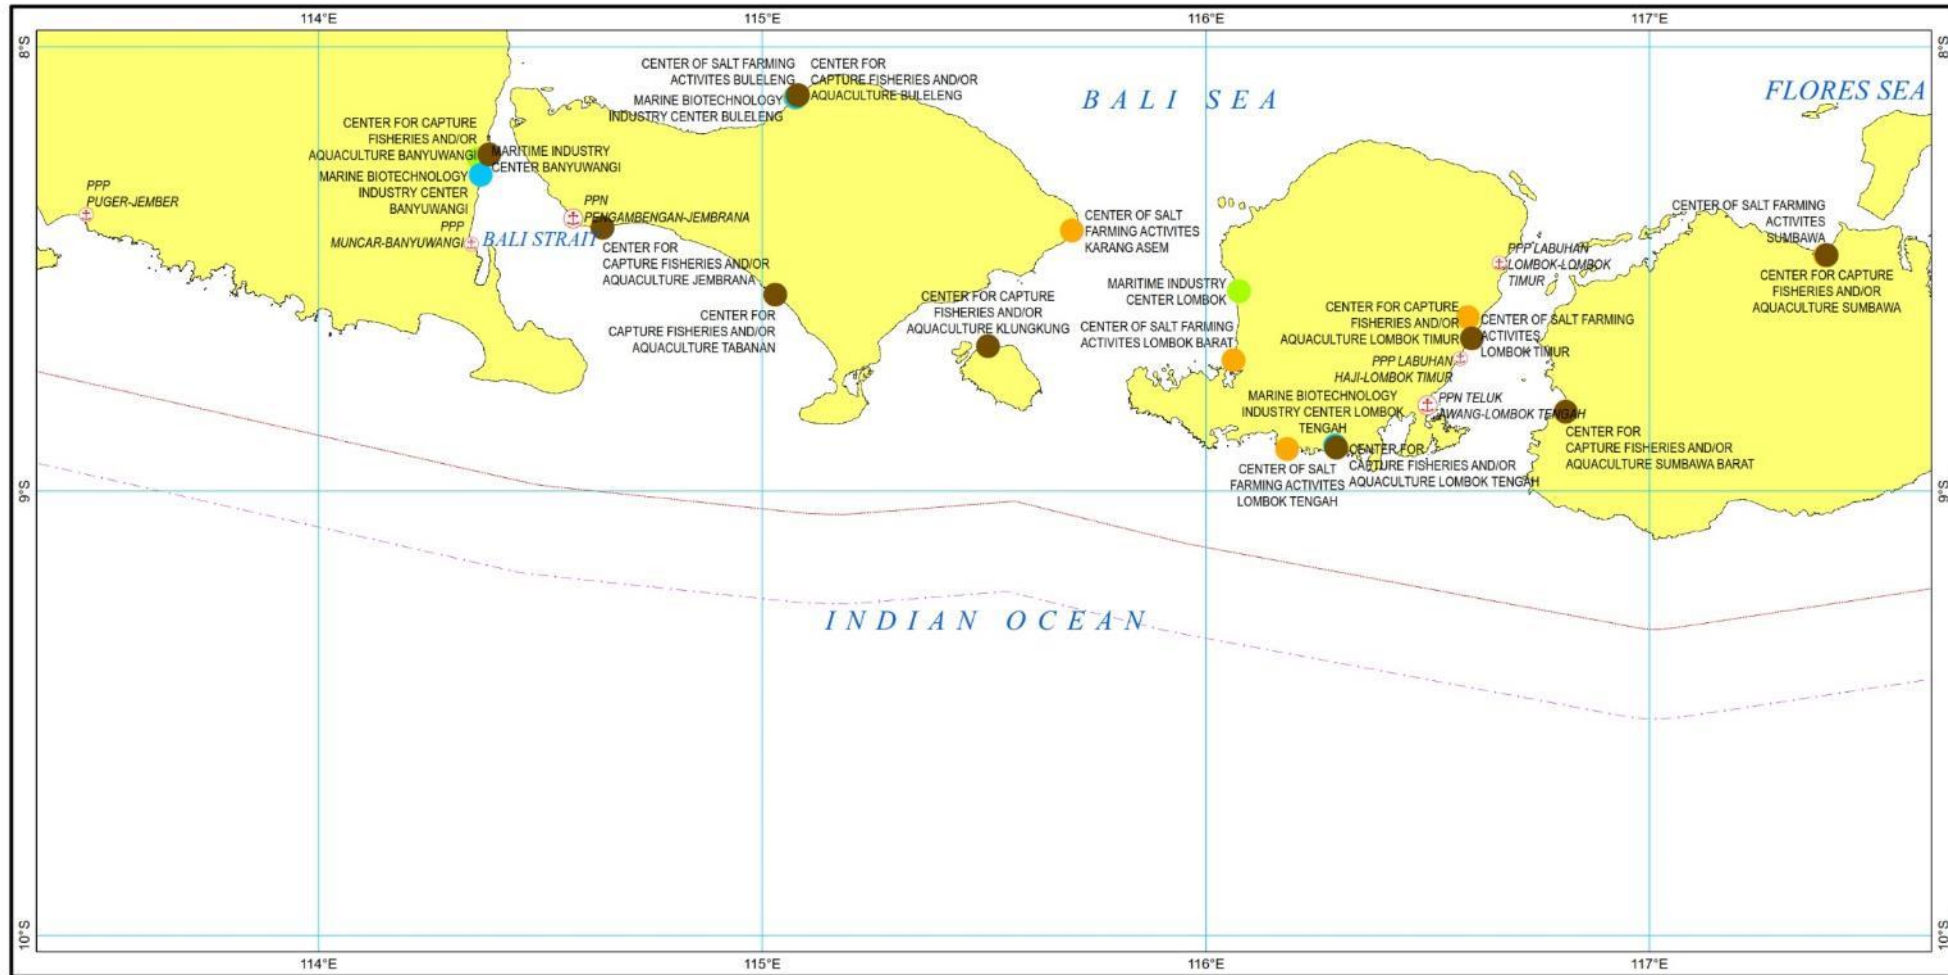 114°E
115°E
116°E
117°E
8°S
8°S
CENTER OF SALT FARMING
ACTIVITES BULELENG
MARINE BIOTECHNOLOGY
INDUSTRY CENTER BULELENG
CENTER FOR
CAPTURE FISHERIES AND/OR
AQUACULTURE BULELENG
BALI SEA
FLORES SEA
CENTER FOR CAPTURE
FISHERIES AND/OR
AQUACULTURE BANYUWANGI
MARITIME INDUSTRY
CENTER BANYUWANGI
MARINE BIOTECHNOLOGY
INDUSTRY CENTER
BANYUWANGI
PPP
PUGER-JEMBER
PPP
MUNCAR-BANYUWANGI
BALI STRAIT
PPN
PENGAMBENGAN-JEMBRANA
CENTER FOR
CAPTURE FISHERIES AND/OR
AQUACULTURE JEMBRANA
CENTER FOR
CAPTURE FISHERIES AND/OR
AQUACULTURE TABANAN
CENTER OF SALT
FARMING ACTIVITES
KARANG ASEM
CENTER FOR CAPTURE
FISHERIES AND/OR
AQUACULTURE KLUNGKUNG
MARITIME INDUSTRY
CENTER LOMBOK
CENTER OF SALT FARMING
ACTIVITES LOMBOK BARAT
PPP LABUHAN
LOMBOK-LOMBOK
TIMUR
CENTER FOR CAPTURE
FISHERIES AND/OR
AQUACULTURE LOMBOK TIMUR
CENTER OF SALT FARMING
ACTIVITES
LOMBOK TIMUR
PPP LABUHAN
HAJI-LOMBOK TIMUR
PPN TELUK
AWANG-LOMBOK TENGAH
MARINE BIOTECHNOLOGY
INDUSTRY CENTER LOMBOK
TENGAH
CENTER OF SALT
FARMING ACTIVITES
LOMBOK TENGAH
CENTER FOR
CAPTURE FISHERIES AND/OR
AQUACULTURE LOMBOK TENGAH
CENTER OF SALT FARMING
ACTIVITES
SUMBAWA
CENTER FOR CAPTURE
FISHERIES AND/OR
AQUACULTURE SUMBAWA
CENTER FOR
CAPTURE FISHERIES AND/OR
AQUACULTURE SUMBAWA BARAT
9°S
9°S
INDIAN OCEAN
10°S
10°S
114°E
115°E
116°E
117°E